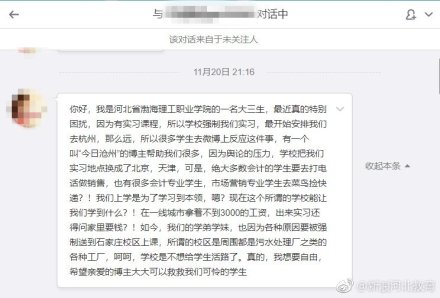 与 对话中
该对话来自于未关注人
11月20日 21:16
你好，我是河北省渤海理工职业学院的一名大三生，最近真的特别
困扰，因为有实习课程，所以学校强制我们实习，最开始安排我们
去杭州，那么远，所以很多学生去微博上反应这件事，有一个
叫“今日沧州”的博主帮助我们很多，因为舆论的压力，学校把我们
实习地点换成了北京，天津，可是，绝大多数会计的学生要去打电
话做销售，也有很多会计专业学生，市场营销专业学生去菜鸟捡快
递？！我们上学是为了学习到本领，嗯？现在这个所谓的学校能让
我们学到什么？！在一线城市拿着不到3000的工资，出来实习还
得问家里要钱？！如今，我们的学弟学妹，也因为各种原因要被强
制送到石家庄校区上课，所谓的校区是周围都是污水处理厂之类的
各种工厂，呵呵，学校是不想给学生活路了。真的，我想要自由，
希望亲爱的博主大大可以救救我们可怜的学生
收起本条
@新闻河北教育